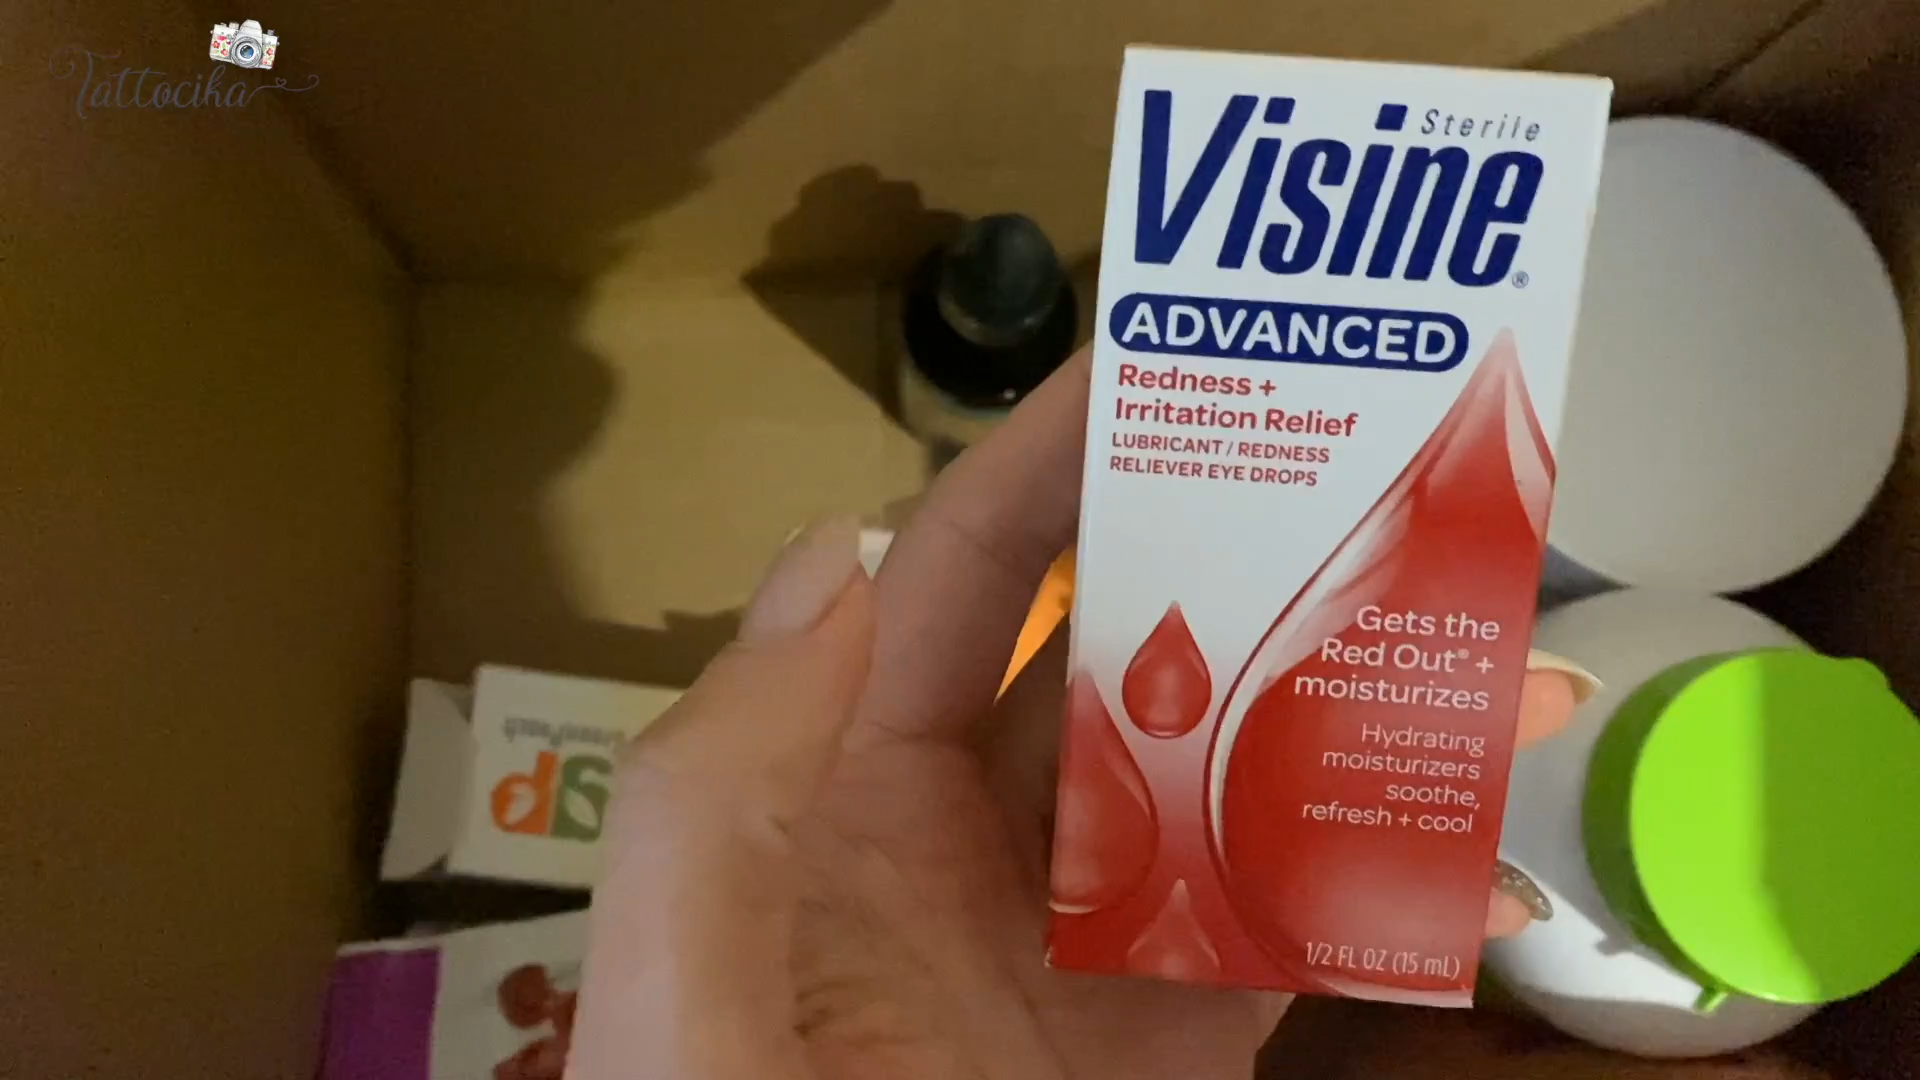 Tattocika
Sterile
Visine®
ADVANCED
Redness +
Irritation Relief
LUBRICANT / REDNESS
RELIEVER EYE DROPS
Gets the
Red Out® +
moisturizes
Hydrating
moisturizers
soothe,
refresh + cool
1/2 FL OZ (15 mL)
SP